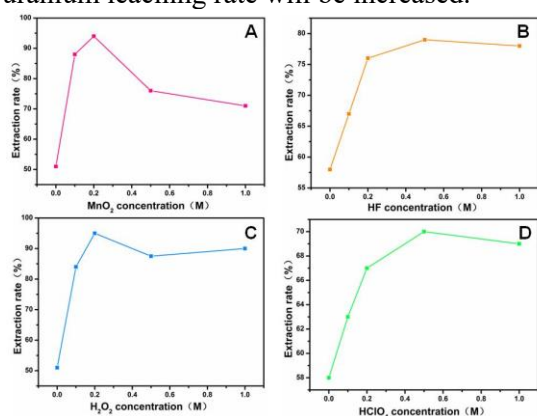 uranium leaching rate will be increased.
A
Extraction rate (%)
100
90
80
70
60
50
0.0 0.2 0.4 0.6 0.8 1.0
MnO₂ concentration（M）
B
Extraction rate (%)
80
75
70
65
60
55
0.0 0.2 0.4 0.6 0.8 1.0
HF concentration（M）
C
Extraction rate (%)
100
90
80
70
60
50
0.0 0.2 0.4 0.6 0.8 1.0
H₂O₂ concentration（M）
D
Extraction rate (%)
70
68
66
64
62
60
58
0.0 0.2 0.4 0.6 0.8 1.0